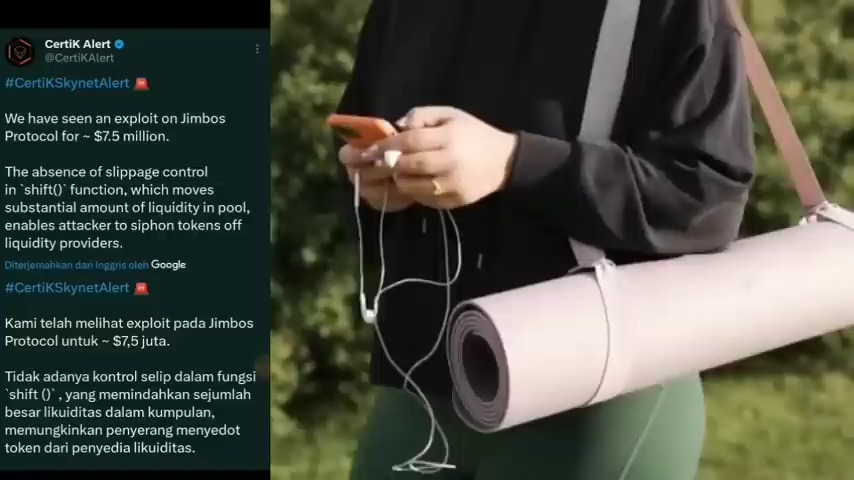 CertiK Alert
@CertiKAlert
#CertiKSkynetAlert 🚨
We have seen an exploit on Jimbos
Protocol for ~ $7.5 million.
The absence of slippage control
in `shift()` function, which moves
substantial amount of liquidity in pool,
enables attacker to siphon tokens off
liquidity providers.
Diterjemahkan dari Inggris oleh Google
#CertiKSkynetAlert 🚨
Kami telah melihat exploit pada Jimbos
Protocol untuk ~ $7,5 juta.
Tidak adanya kontrol selip dalam fungsi
`shift ()` , yang memindahkan sejumlah
besar likuiditas dalam kumpulan,
memungkinkan penyerang menyedot
token dari penyedia likuiditas.